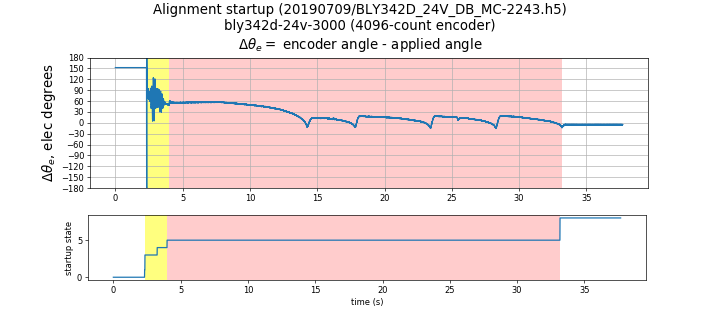 Alignment startup (20190709/BLY342D_24V_DB_MC-2243.h5)
bly342d-24v-3000 (4096-count encoder)
Δθₑ = encoder angle - applied angle
Δθₑ, elec degrees
180
150
120
90
60
30
0
−30
−60
−90
−120
−150
−180
0 5 10 15 20 25 30 35
startup state
5
0
0 5 10 15 20 25 30 35
time (s)